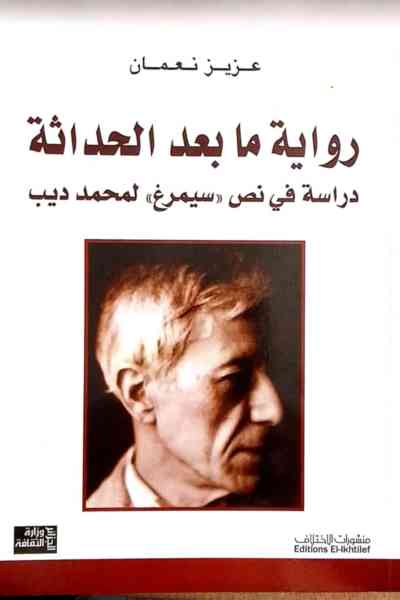 عزيز نعمان
رواية ما بعد الحداثة
دراسة في نص «سيمرغ» لمحمد ديب
وزارة
الثقافة
الجزائر
منشورات الاختلاف
Editions El-Ikhtilef